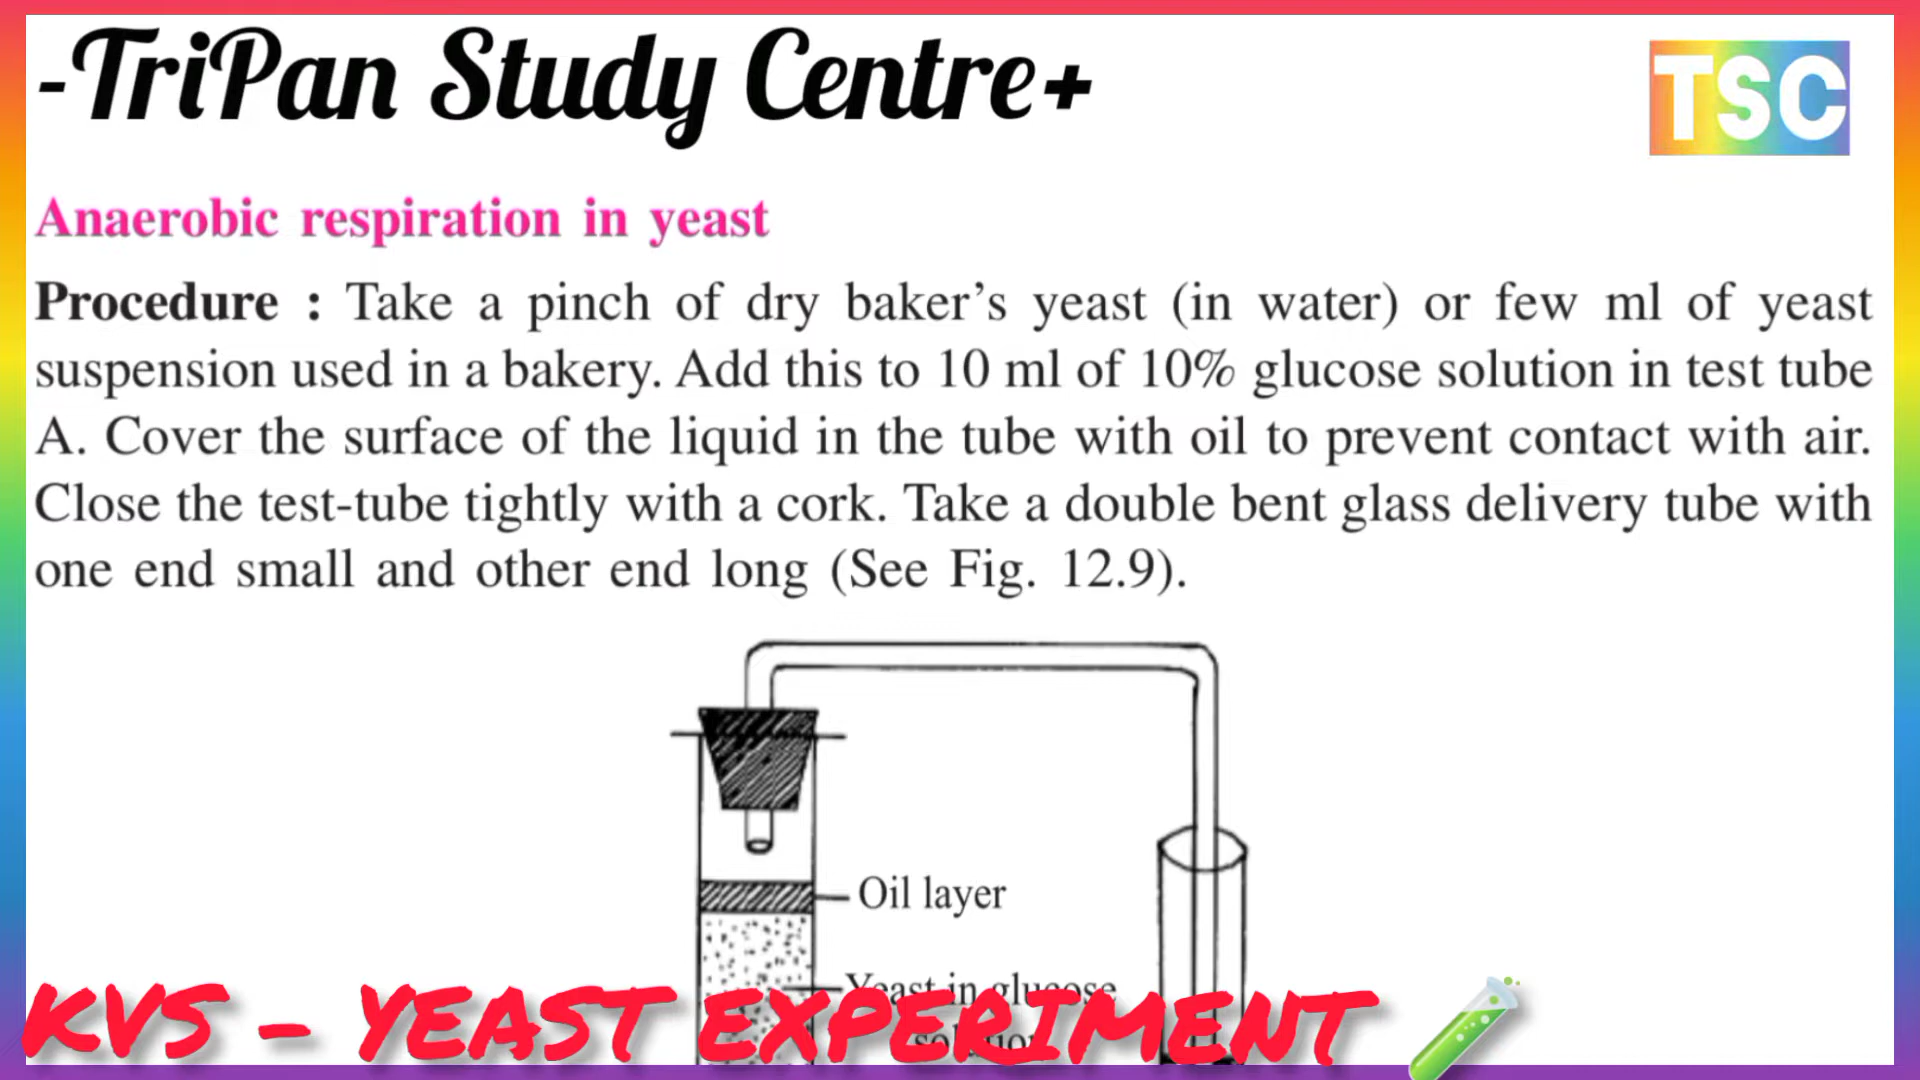 -TriPan Study Centre+
TSC
Anaerobic respiration in yeast
Procedure : Take a pinch of dry baker’s yeast (in water) or few ml of yeast
suspension used in a bakery. Add this to 10 ml of 10% glucose solution in test tube
A. Cover the surface of the liquid in the tube with oil to prevent contact with air.
Close the test-tube tightly with a cork. Take a double bent glass delivery tube with
one end small and other end long (See Fig. 12.9).
Oil layer
Yeast in glucose
solution
KVS - YEAST EXPERIMENT